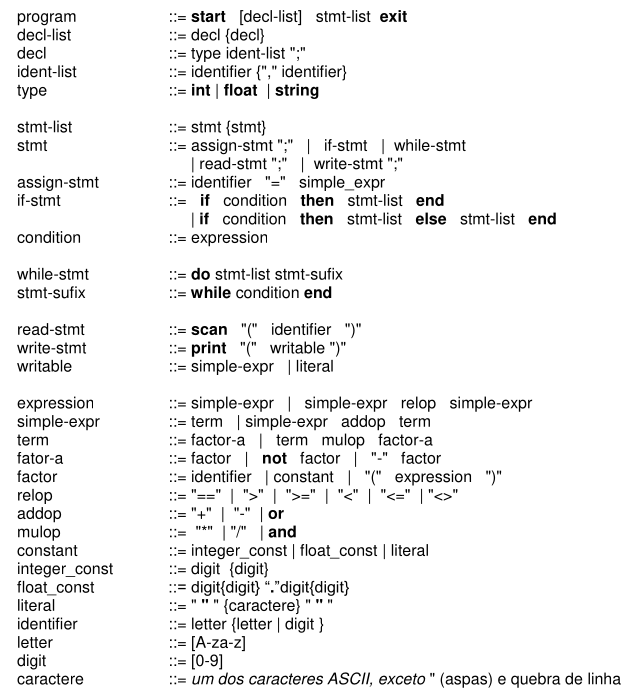 program ::= start [decl-list] stmt-list exit
decl-list ::= decl {decl}
decl ::= type ident-list ";"
ident-list ::= identifier {"," identifier}
type ::= int | float | string
stmt-list ::= stmt {stmt}
stmt ::= assign-stmt ";" | if-stmt | while-stmt
| read-stmt ";" | write-stmt ";"
assign-stmt ::= identifier "=" simple_expr
if-stmt ::= if condition then stmt-list end
| if condition then stmt-list else stmt-list end
condition ::= expression
while-stmt ::= do stmt-list stmt-sufix
stmt-sufix ::= while condition end
read-stmt ::= scan "(" identifier ")"
write-stmt ::= print "(" writable ")"
writable ::= simple-expr | literal
expression ::= simple-expr | simple-expr relop simple-expr
simple-expr ::= term | simple-expr addop term
term ::= factor-a | term mulop factor-a
fator-a ::= factor | not factor | "-" factor
factor ::= identifier | constant | "(" expression ")"
relop ::= "==" | ">" | ">=" | "<" | "<=" | "<>"
addop ::= "+" | "-" | or
mulop ::= "*" | "/" | and
constant ::= integer_const | float_const | literal
integer_const ::= digit {digit}
float_const ::= digit{digit} “.”digit{digit}
literal ::= " " " {caractere} " " "
identifier ::= letter {letter | digit }
letter ::= [A-za-z]
digit ::= [0-9]
caractere ::= um dos caracteres ASCII, exceto " (aspas) e quebra de linha